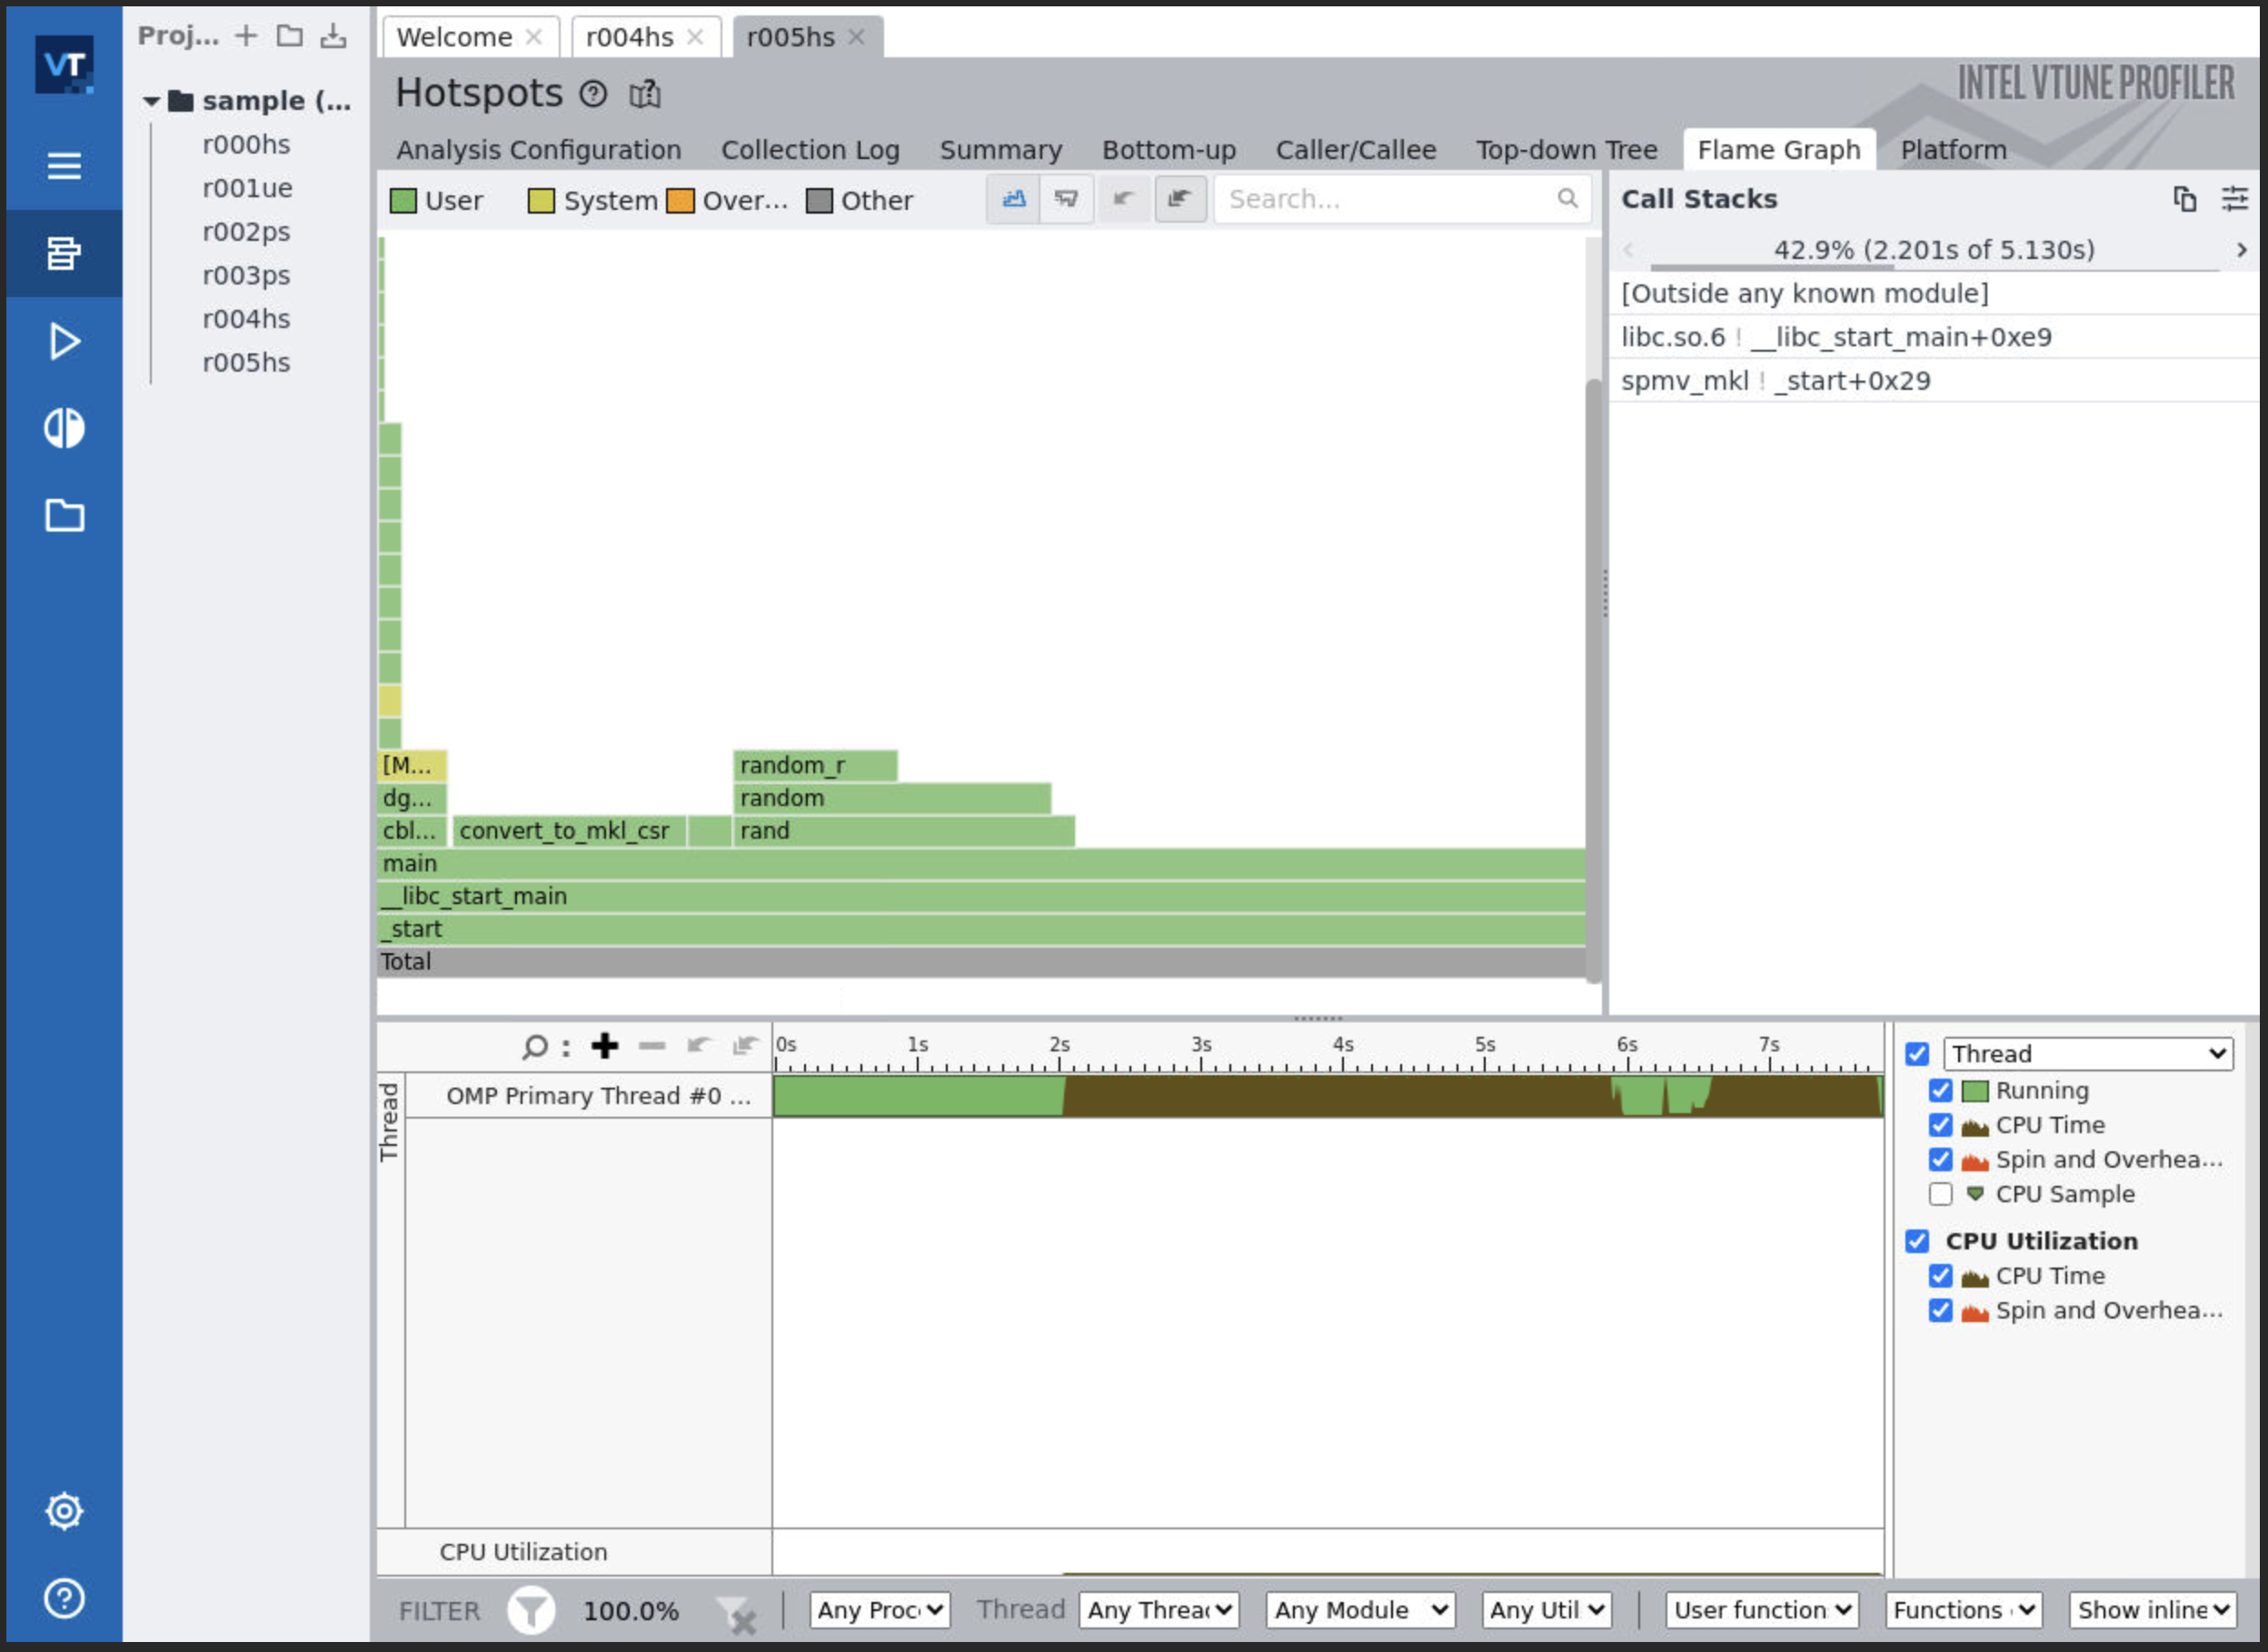 VT
Proj...
sample (...
r000hs
r001ue
r002ps
r003ps
r004hs
r005hs
Welcome
r004hs
r005hs
Hotspots
INTEL VTUNE PROFILER
Analysis Configuration
Collection Log
Summary
Bottom-up
Caller/Callee
Top-down Tree
Flame Graph
Platform
User
System
Over...
Other
Search...
[M...
random_r
dg...
random
cbl...
convert_to_mkl_csr
rand
main
__libc_start_main
_start
Total
Call Stacks
42.9% (2.201s of 5.130s)
[Outside any known module]
libc.so.6 ! __libc_start_main+0xe9
spmv_mkl ! _start+0x29
0s 1s 2s 3s 4s 5s 6s 7s
Thread
OMP Primary Thread #0 ...
CPU Utilization
Thread
Running
CPU Time
Spin and Overhea...
CPU Sample
CPU Utilization
CPU Time
Spin and Overhea...
FILTER
100.0%
Any Proc
Thread
Any Threa
Any Module
Any Util
User function
Functions
Show inline